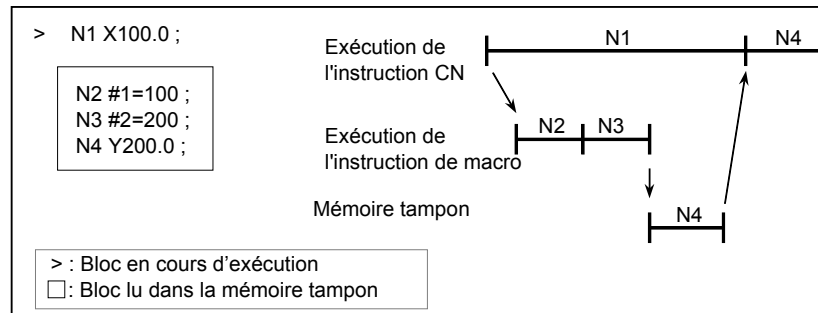 > N1 X100.0 ;
N2 #1=100 ;
N3 #2=200 ;
N4 Y200.0 ;
Exécution de
l'instruction CN
N1
N4
Exécution de
l'instruction de macro
N2
N3
Mémoire tampon
N4
> : Bloc en cours d'exécution
□: Bloc lu dans la mémoire tampon